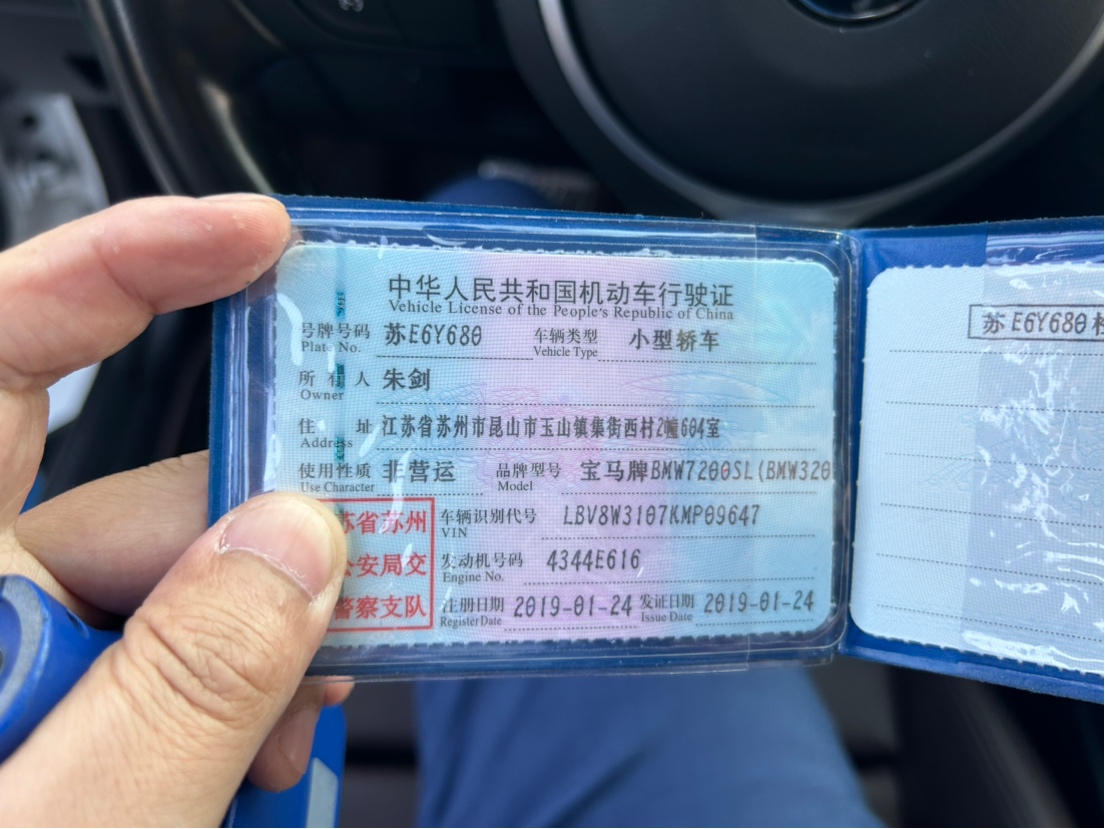 中华人民共和国机动车行驶证
Vehicle License of the People's Republic of China
号牌号码 苏E6Y680 车辆类型 小型轿车
Plate No. Vehicle Type
所有人 朱剑
Owner
住址 江苏省苏州市昆山市玉山镇集街西村2幢604室
Address
使用性质 非营运 品牌型号 宝马牌BMW7200SL(BMW320
Use Character Model
苏省苏州 车辆识别代号 LBV8W3107KMP09647
VIN
公安局交 发动机号码 4344E616
Engine No.
警察支队 注册日期 2019-01-24 发证日期 2019-01-24
Register Date Issue Date
苏E6Y680